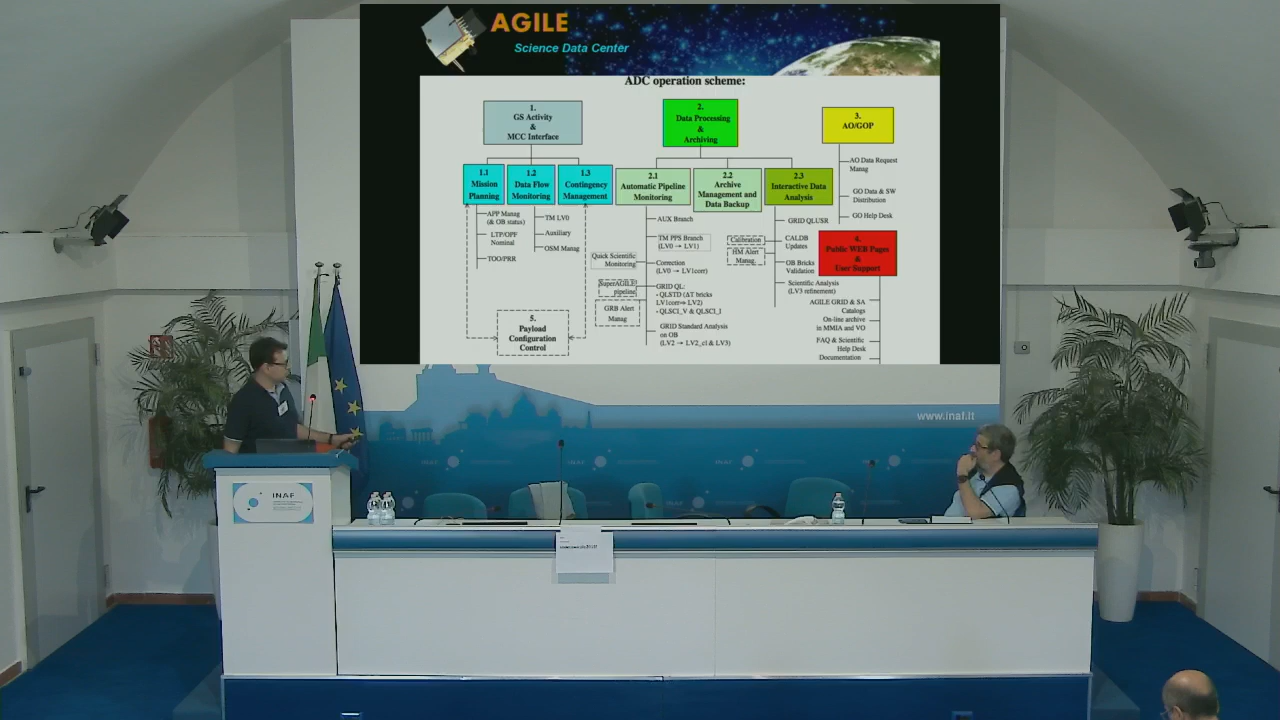 AGILE
Science Data Center
ADC operation scheme:
1.
GS Activity
&
MCC Interface
2.
Data Processing
&
Archiving
3.
AO/GOP
1.1
Mission
Planning
1.2
Data Flow
Monitoring
1.3
Contingency
Management
2.1
Automatic Pipeline
Monitoring
2.2
Archive
Management and
Data Backup
2.3
Interactive Data
Analysis
AO Data Request
Manag
GO Data & SW
Distribution
GO Help Desk
APP Manag
(& OB status)
LTP/OPF
Nominal
TOO/PRR
TM LV0
Auxiliary
OSM Manag
AUX Branch
TM PPS Branch
(LV0 → LV1)
Quick Scientific
Monitoring
Correction
(LV0 → LV1corr)
SuperAGILE
pipeline
GRID QL:
- QLSTD (ΔT bricks
LV1corr⇒ LV2)
- QLSCI_V & QLSCI_I
GRB Alert
Manag
GRID Standard Analysis
on OB
(LV2 → LV2_cl & LV3)
Calibration
HM Alert
Manag.
GRID QLUSR
CALDB
Updates
OB Bricks
Validation
Scientific Analysis
(LV3 refinement)
4.
Public WEB Pages
&
User Support
AGILE GRID & SA
Catalogs
On-line archive
in MMIA and VO
FAQ & Scientific
Help Desk
Documentation
5.
Payload
Configuration
Control
www.inaf.it
INAF
INAF
INAF
INAF
INAF